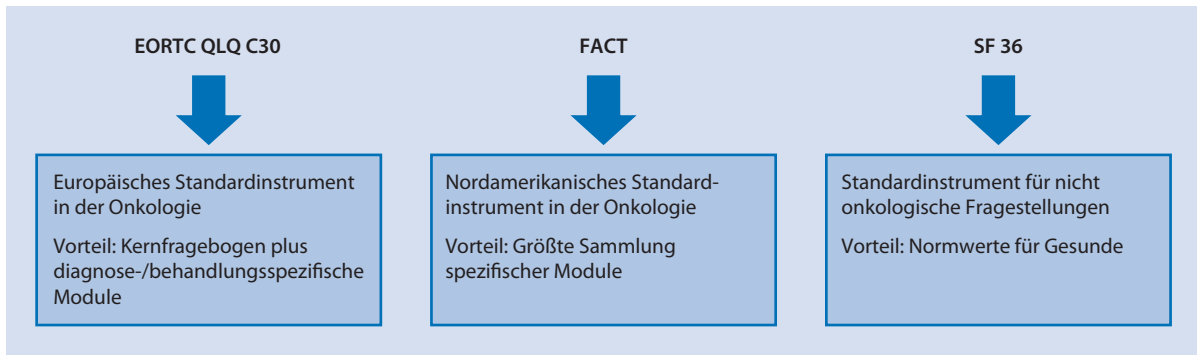 EORTC QLQ C30
Europäisches Standardinstrument
in der Onkologie
Vorteil: Kernfragebogen plus
diagnose-/behandlungsspezifische
Module
FACT
Nordamerikanisches Standard-
instrument in der Onkologie
Vorteil: Größte Sammlung
spezifischer Module
SF 36
Standardinstrument für nicht
onkologische Fragestellungen
Vorteil: Normwerte für Gesunde